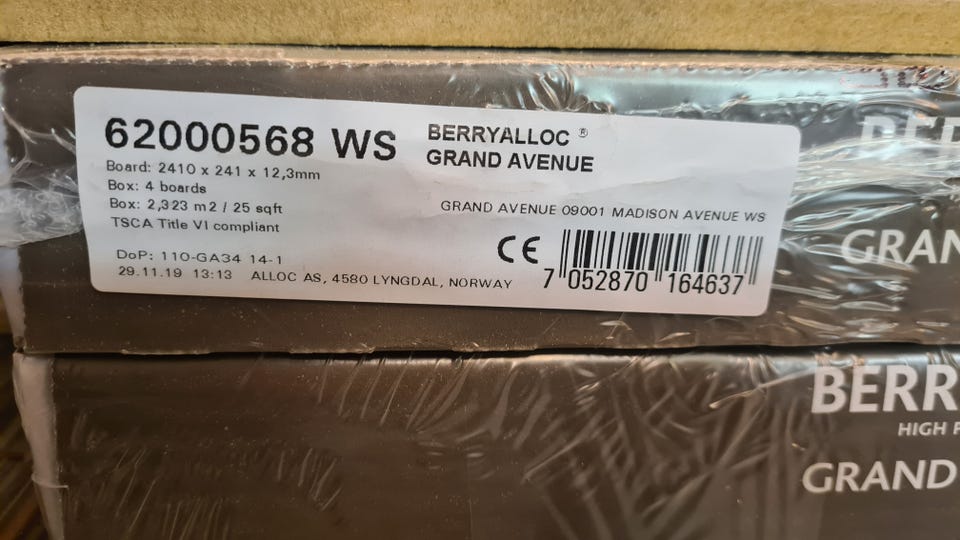 62000568 WS
Board: 2410 x 241 x 12,3mm
Box: 4 boards
Box: 2,323 m2 / 25 sqft
TSCA Title VI compliant
DoP: 110-GA34 14-1
29.11.19 13:13 ALLOC AS, 4580 LYNGDAL, NORWAY
BERRYALLOC ®
GRAND AVENUE
GRAND AVENUE 09001 MADISON AVENUE WS
CE
7 052870 164637
BER
GRAN
BERR
HIGH P
GRAND